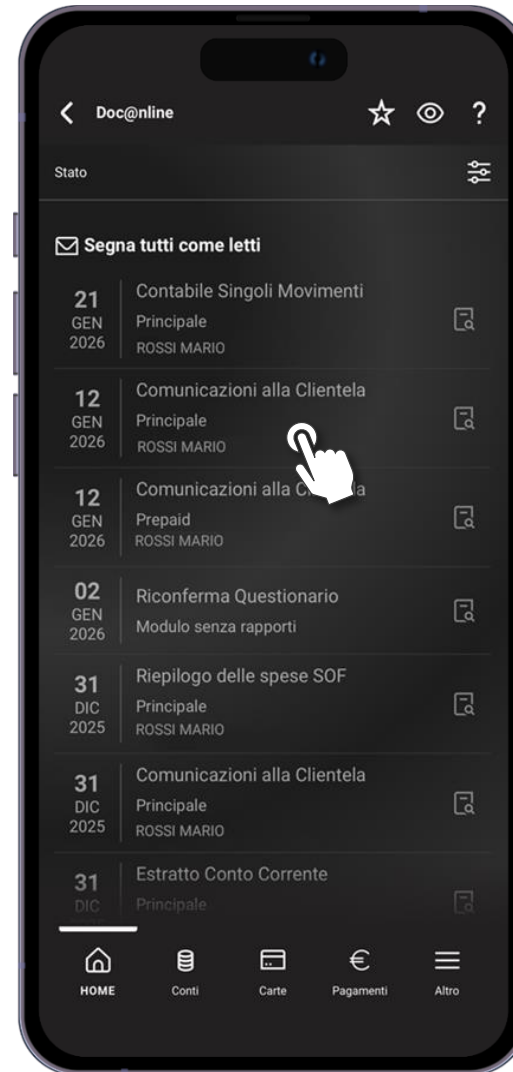 Doc@nline
?
Stato
Segna tutti come letti
21 GEN 2026
Contabile Singoli Movimenti
Principale
ROSSI MARIO
12 GEN 2026
Comunicazioni alla Clientela
Principale
ROSSI MARIO
12 GEN 2026
Comunicazioni alla
Prepaid
ROSSI MARIO
02 GEN 2026
Riconferma Questionario
Modulo senza rapporti
31 DIC 2025
Riepilogo delle spese SOF
Principale
ROSSI MARIO
31 DIC 2025
Comunicazioni alla Clientela
Principale
ROSSI MARIO
31 DIC
Estratto Conto Corrente
Principale
HOME
Conti
Carte
€
Pagamenti
Altro